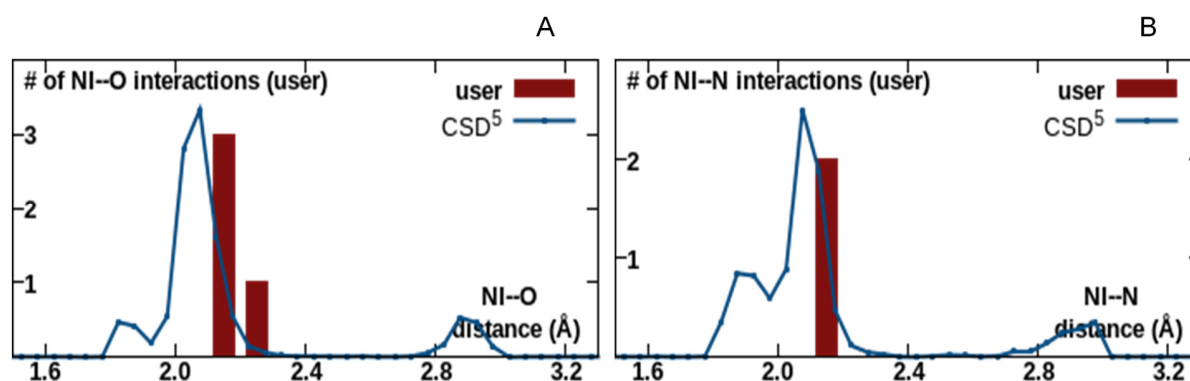 A
B
# of NI--O interactions (user)
user
CSD5
3
2
1
NI--O
distance (Å)
1.6 2.0 2.4 2.8 3.2
# of NI--N interactions (user)
user
CSD5
2
1
NI--N
distance (Å)
1.6 2.0 2.4 2.8 3.2